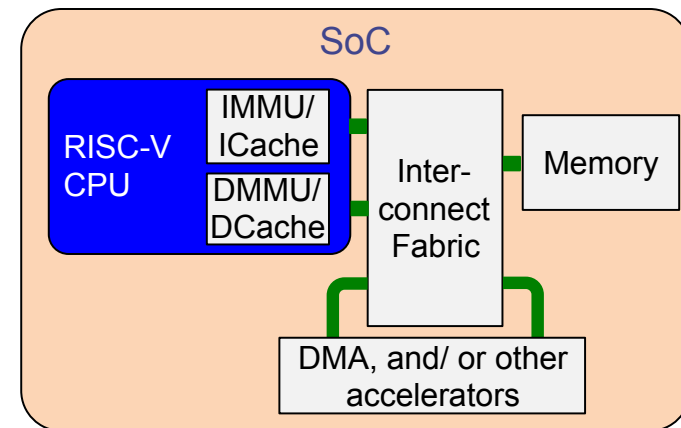 SoC
RISC-V
CPU
IMMU/
ICache
DMMU/
DCache
Inter-
connect
Fabric
Memory
DMA, and/ or other
accelerators